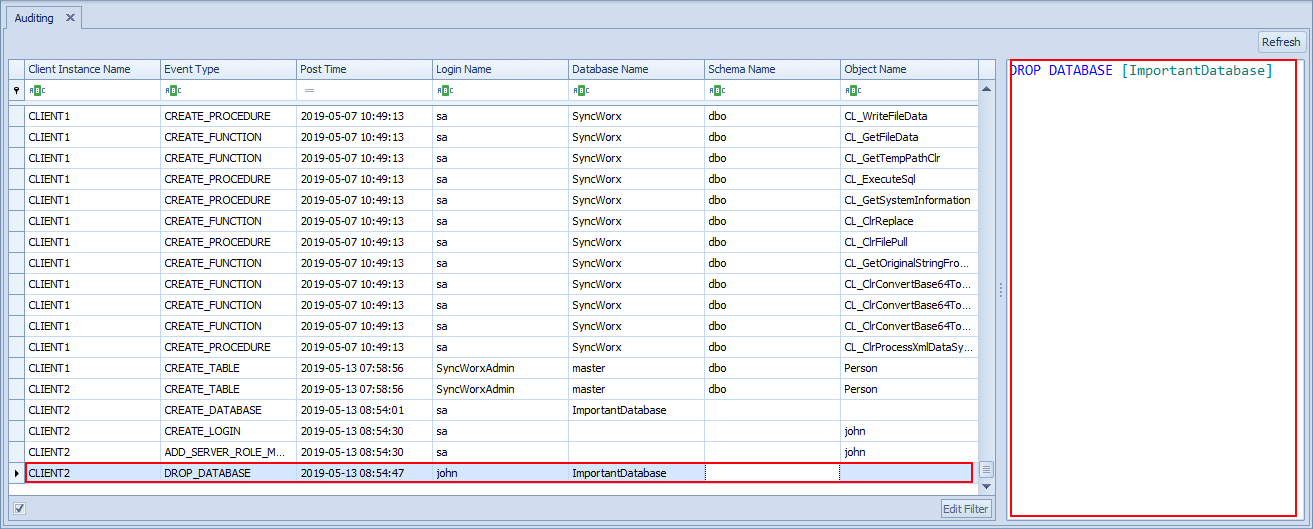 Auditing
Refresh
Client Instance Name Event Type Post Time Login Name Database Name Schema Name Object Name
ABC ABC = ABC ABC ABC ABC
CLIENT1 CREATE_PROCEDURE 2019-05-07 10:49:13 sa SyncWorx dbo CL_WriteFileData
CLIENT1 CREATE_FUNCTION 2019-05-07 10:49:13 sa SyncWorx dbo CL_GetFileData
CLIENT1 CREATE_FUNCTION 2019-05-07 10:49:13 sa SyncWorx dbo CL_GetTempPathClr
CLIENT1 CREATE_PROCEDURE 2019-05-07 10:49:13 sa SyncWorx dbo CL_ExecuteSql
CLIENT1 CREATE_PROCEDURE 2019-05-07 10:49:13 sa SyncWorx dbo CL_GetSystemInformation
CLIENT1 CREATE_FUNCTION 2019-05-07 10:49:13 sa SyncWorx dbo CL_ClrReplace
CLIENT1 CREATE_PROCEDURE 2019-05-07 10:49:13 sa SyncWorx dbo CL_ClrFilePull
CLIENT1 CREATE_FUNCTION 2019-05-07 10:49:13 sa SyncWorx dbo CL_GetOriginalStringFro...
CLIENT1 CREATE_FUNCTION 2019-05-07 10:49:13 sa SyncWorx dbo CL_ClrConvertBase64To...
CLIENT1 CREATE_FUNCTION 2019-05-07 10:49:13 sa SyncWorx dbo CL_ClrConvertBase64To...
CLIENT1 CREATE_FUNCTION 2019-05-07 10:49:13 sa SyncWorx dbo CL_ClrConvertBase64To...
CLIENT1 CREATE_PROCEDURE 2019-05-07 10:49:13 sa SyncWorx dbo CL_ClrProcessXmlDataSy...
CLIENT1 CREATE_TABLE 2019-05-13 07:58:56 SyncWorxAdmin master dbo Person
CLIENT2 CREATE_TABLE 2019-05-13 07:58:56 SyncWorxAdmin master dbo Person
CLIENT2 CREATE_DATABASE 2019-05-13 08:54:01 sa ImportantDatabase
CLIENT2 CREATE_LOGIN 2019-05-13 08:54:30 sa john
CLIENT2 ADD_SERVER_ROLE_M... 2019-05-13 08:54:30 sa john
CLIENT2 DROP_DATABASE 2019-05-13 08:54:47 john ImportantDatabase
Edit Filter
DROP DATABASE [ImportantDatabase]